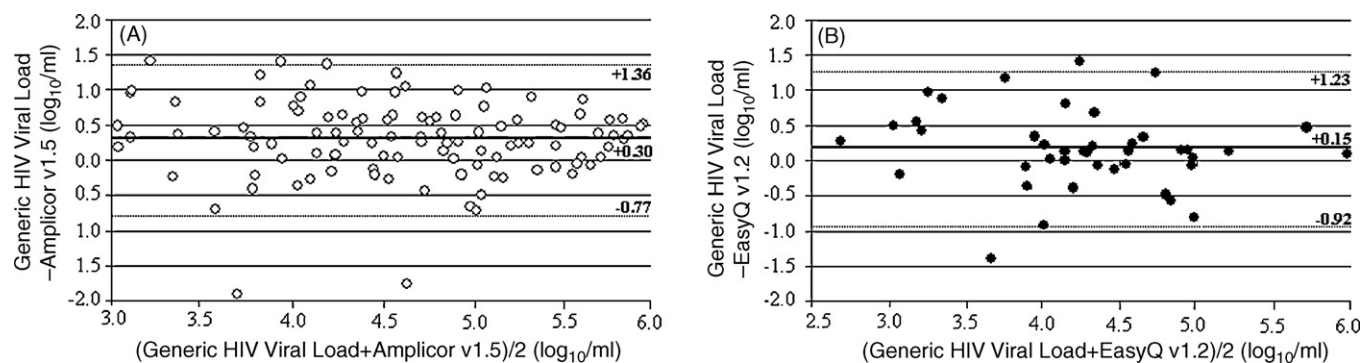 (A)
Generic HIV Viral Load
–Amplicor v1.5 (log10/ml)
2.0
1.5
1.0
0.5
0.0
0.5
1.0
1.5
-2.0
+1.36
+0.30
-0.77
3.0 3.5 4.0 4.5 5.0 5.5 6.0
(Generic HIV Viral Load+Amplicor v1.5)/2 (log10/ml)
(B)
Generic HIV Viral Load
–EasyQ v1.2 (log10/ml)
2.0
1.5
1.0
0.5
0.0
-0.5
-1.0
-1.5
-2.0
+1.23
+0.15
-0.92
2.5 3.0 3.5 4.0 4.5 5.0 5.5 6.0
(Generic HIV Viral Load+EasyQ v1.2)/2 (log10/ml)